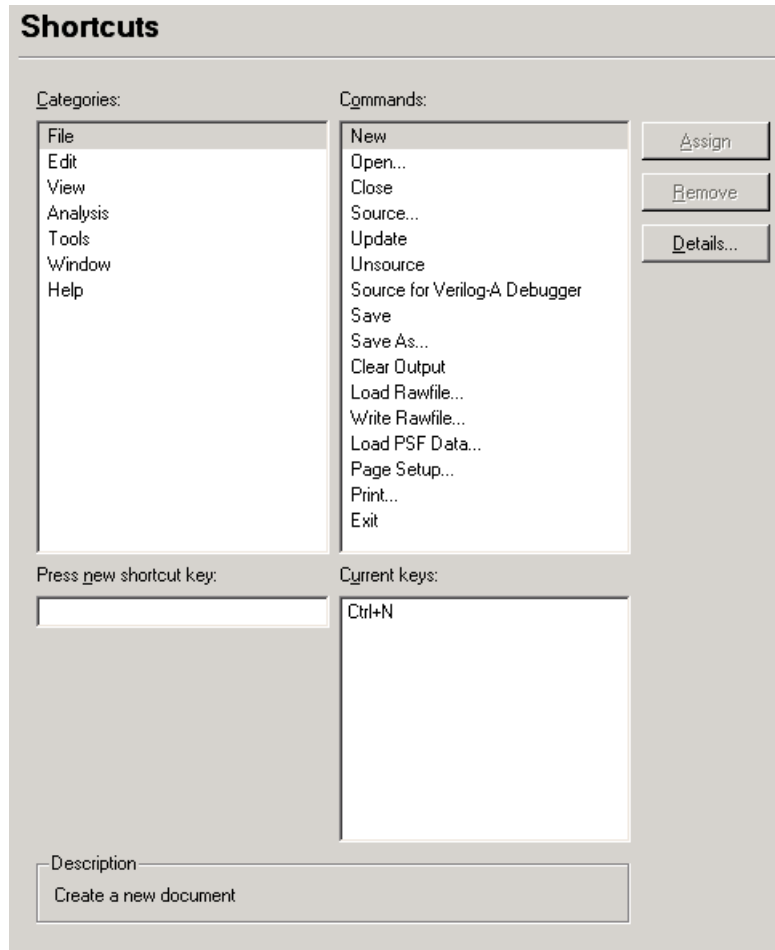 Shortcuts
Categories:
File
Edit
View
Analysis
Tools
Window
Help
Commands:
New
Open...
Close
Source...
Update
Unsource
Source for Verilog-A Debugger
Save
Save As...
Clear Output
Load Rawfile...
Write Rawfile...
Load PSF Data...
Page Setup...
Print...
Exit
Assign
Remove
Details...
Press new shortcut key:
Current keys:
Ctrl+N
Description
Create a new document